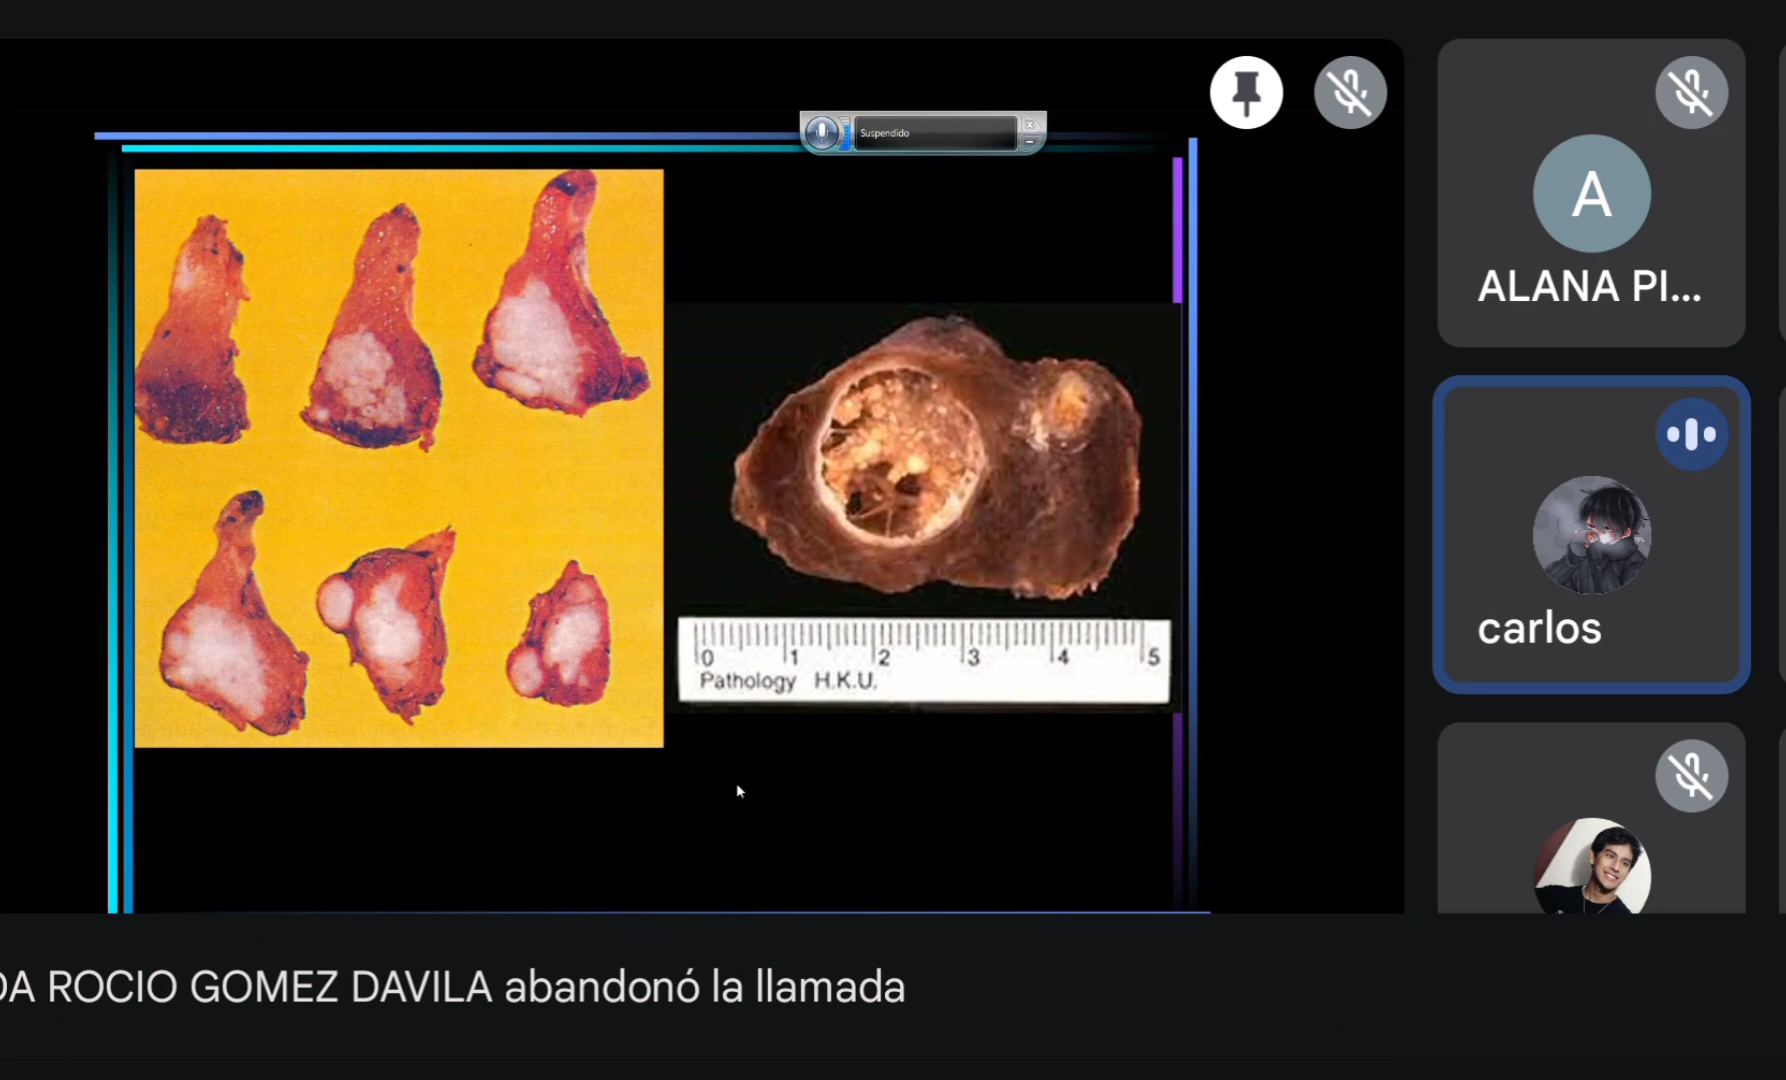 Suspendido
A
ALANA PI...
carlos
0 1 2 3 4 5
Pathology H.K.U.
DA ROCIO GOMEZ DAVILA abandonó la llamada